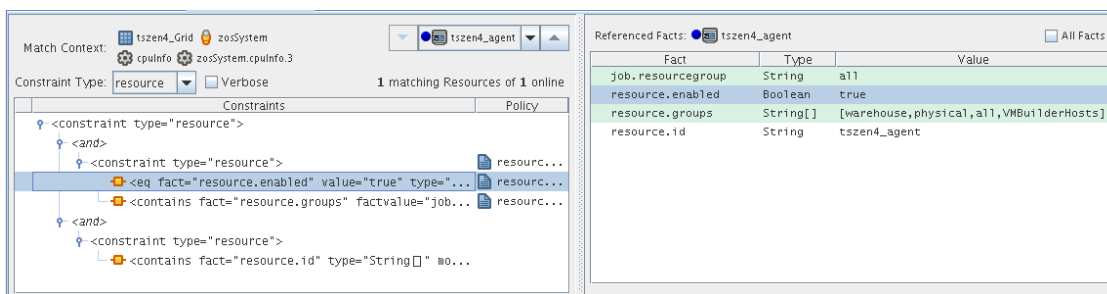 Match Context: tszen4_Grid zosSystem
cpuInfo zosSystem.cpuInfo.3
tszen4_agent
Constraint Type: resource Verbose 1 matching Resources of 1 online
Constraints Policy
<constraint type="resource">
<and>
<constraint type="resource"> resourc...
<eq fact="resource.enabled" value="true" type="... resourc...
<contains fact="resource.groups" factvalue="job... resourc...
<and>
<constraint type="resource">
<contains fact="resource.id" type="String[]" mo...
Referenced Facts: tszen4_agent All Facts
Fact Type Value
job.resourcegroup String all
resource.enabled Boolean true
resource.groups String[] [warehouse,physical,all,VMBuilderHosts]
resource.id String tszen4_agent